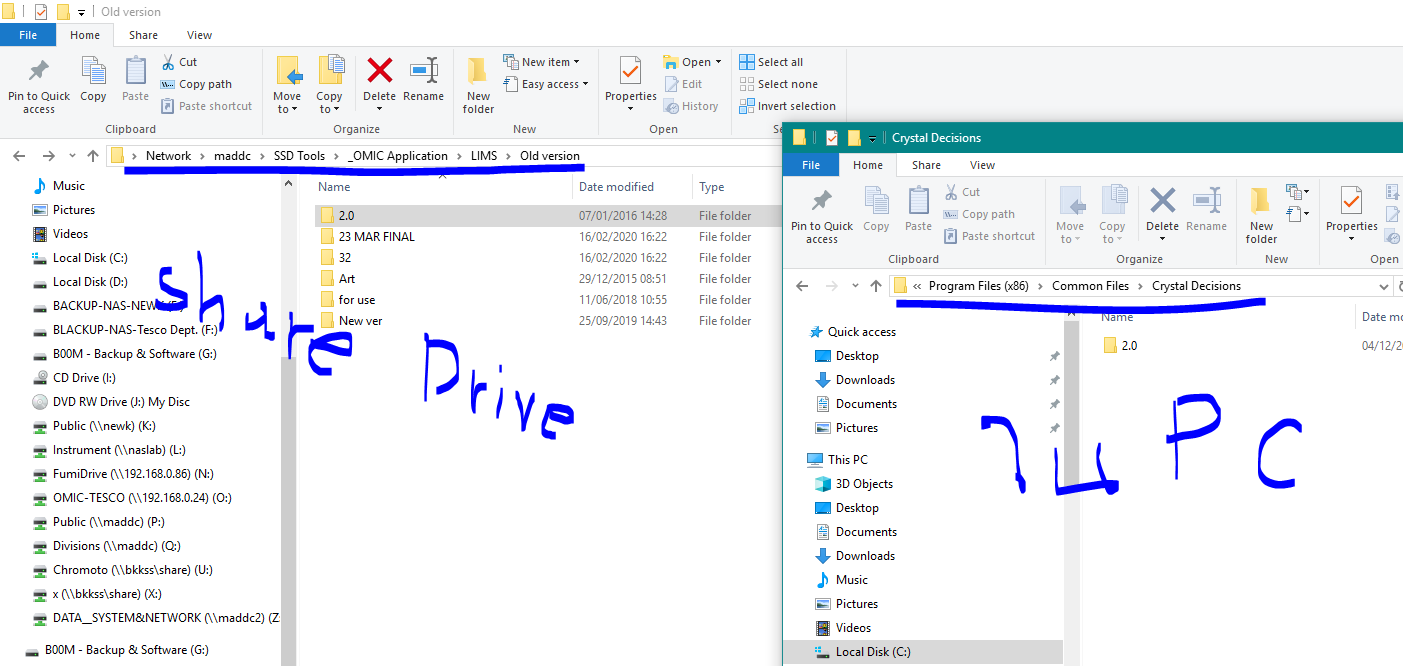 Old version
File Home Share View
Pin to Quick access
Copy
Paste
Cut
Copy path
Paste shortcut
Clipboard
Move to
Copy to
Delete
Rename
Organize
New folder
New item
Easy access
New
Properties
Open
Edit
History
Open
Select all
Select none
Invert selection
Network > maddc > SSD Tools > _OMIC Application > LIMS > Old version
Music
Pictures
Videos
Local Disk (C:)
Local Disk (D:)
BLACKUP-NAS-Tesco Dept. (F:)
B00M - Backup & Software (G:)
CD Drive (I:)
DVD RW Drive (J:) My Disc
Public (\\newk) (K:)
Instrument (\\naslab) (L:)
FumiDrive (\\192.168.0.86) (N:)
OMIC-TESCO (\\192.168.0.24) (O:)
Public (\\maddc) (P:)
Divisions (\\maddc) (Q:)
Chromoto (\\bkkss\share) (U:)
x (\\bkkss\share) (X:)
DATA__SYSTEM&NETWORK (\\maddc2) (Z
B00M - Backup & Software (G:)
Name Date modified Type
2.0 07/01/2016 14:28 File folder
23 MAR FINAL 16/02/2020 16:22 File folder
32 16/02/2020 16:22 File folder
Art 29/12/2015 08:51 File folder
for use 11/06/2018 10:55 File folder
New ver 25/09/2019 14:43 File folder
Share Drive
Crystal Decisions
File Home Share View
Pin to Quick access
Copy
Paste
Cut
Copy path
Paste shortcut
Clipboard
Move to
Copy to
Delete
Rename
Organize
New folder
New
Properties
Open
« Program Files (x86) > Common Files > Crystal Decisions
Quick access
Desktop
Downloads
Documents
Pictures
This PC
3D Objects
Desktop
Documents
Downloads
Music
Pictures
Videos
Local Disk (C:)
Name Date mo
2.0 04/12/20
ใน PC